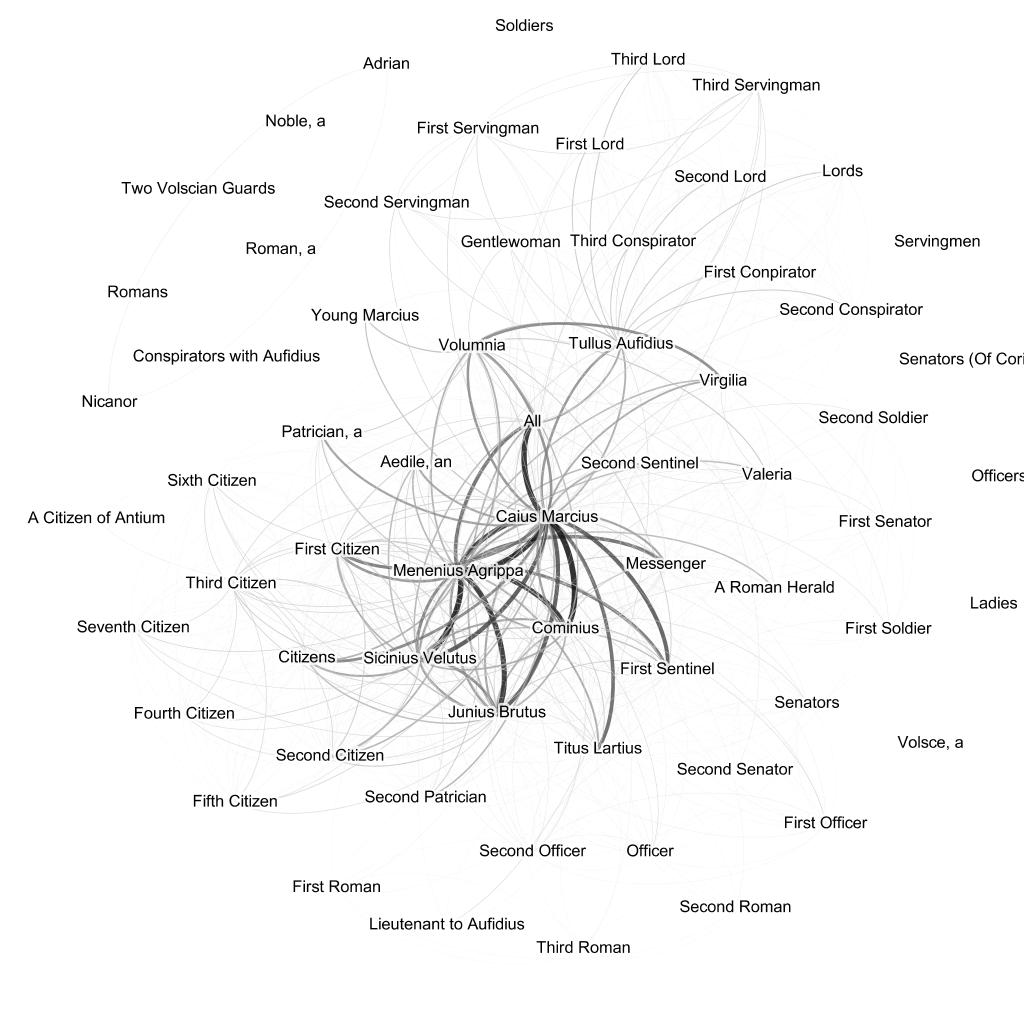 Soldiers
Third Lord
Adrian
Third Servingman
Noble, a
First Servingman
First Lord
Lords
Second Lord
Two Volscian Guards
Second Servingman
Gentlewoman
Third Conspirator
Servingmen
Roman, a
First Conpirator
Romans
Second Conspirator
Young Marcius
Volumnia
Tullus Aufidius
Conspirators with Aufidius
Senators (Of Cori
Virgilia
Nicanor
Second Soldier
All
Patrician, a
Aedile, an
Second Sentinel
Valeria
Officers
Sixth Citizen
Caius Marcius
A Citizen of Antium
First Senator
First Citizen
Messenger
Menenius Agrippa
Third Citizen
A Roman Herald
Ladies
Seventh Citizen
Cominius
First Soldier
Citizens
Sicinius Velutus
First Sentinel
Senators
Fourth Citizen
Junius Brutus
Volsce, a
Titus Lartius
Second Citizen
Second Senator
Second Patrician
Fifth Citizen
First Officer
Second Officer
Officer
First Roman
Second Roman
Lieutenant to Aufidius
Third Roman